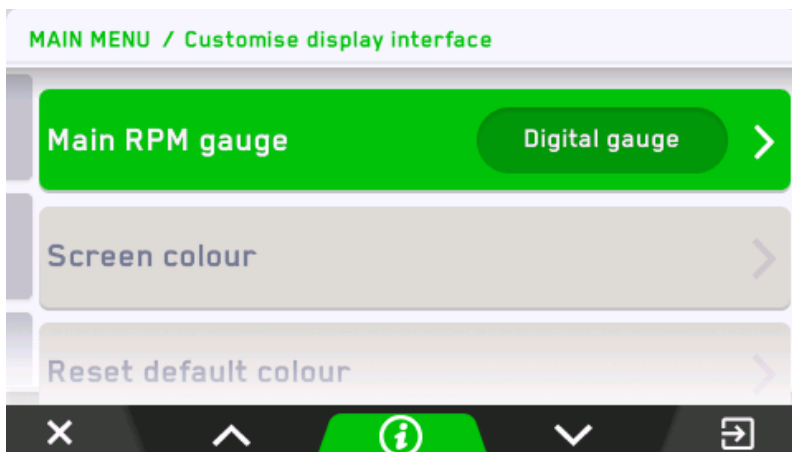 MAIN MENU / Customise display interface
Main RPM gauge
Digital gauge
Screen colour
Reset default colour